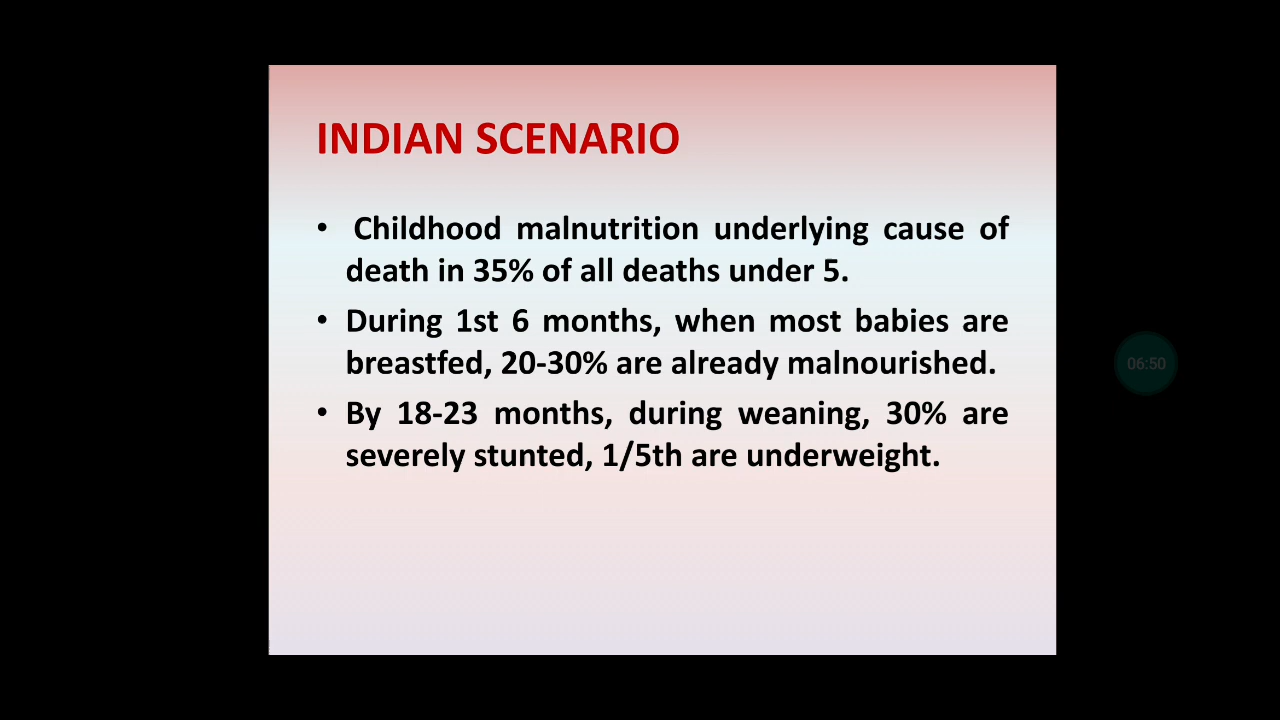 INDIAN SCENARIO
• Childhood malnutrition underlying cause of
death in 35% of all deaths under 5.
• During 1st 6 months, when most babies are
breastfed, 20-30% are already malnourished.
• By 18-23 months, during weaning, 30% are
severely stunted, 1/5th are underweight.
06:50